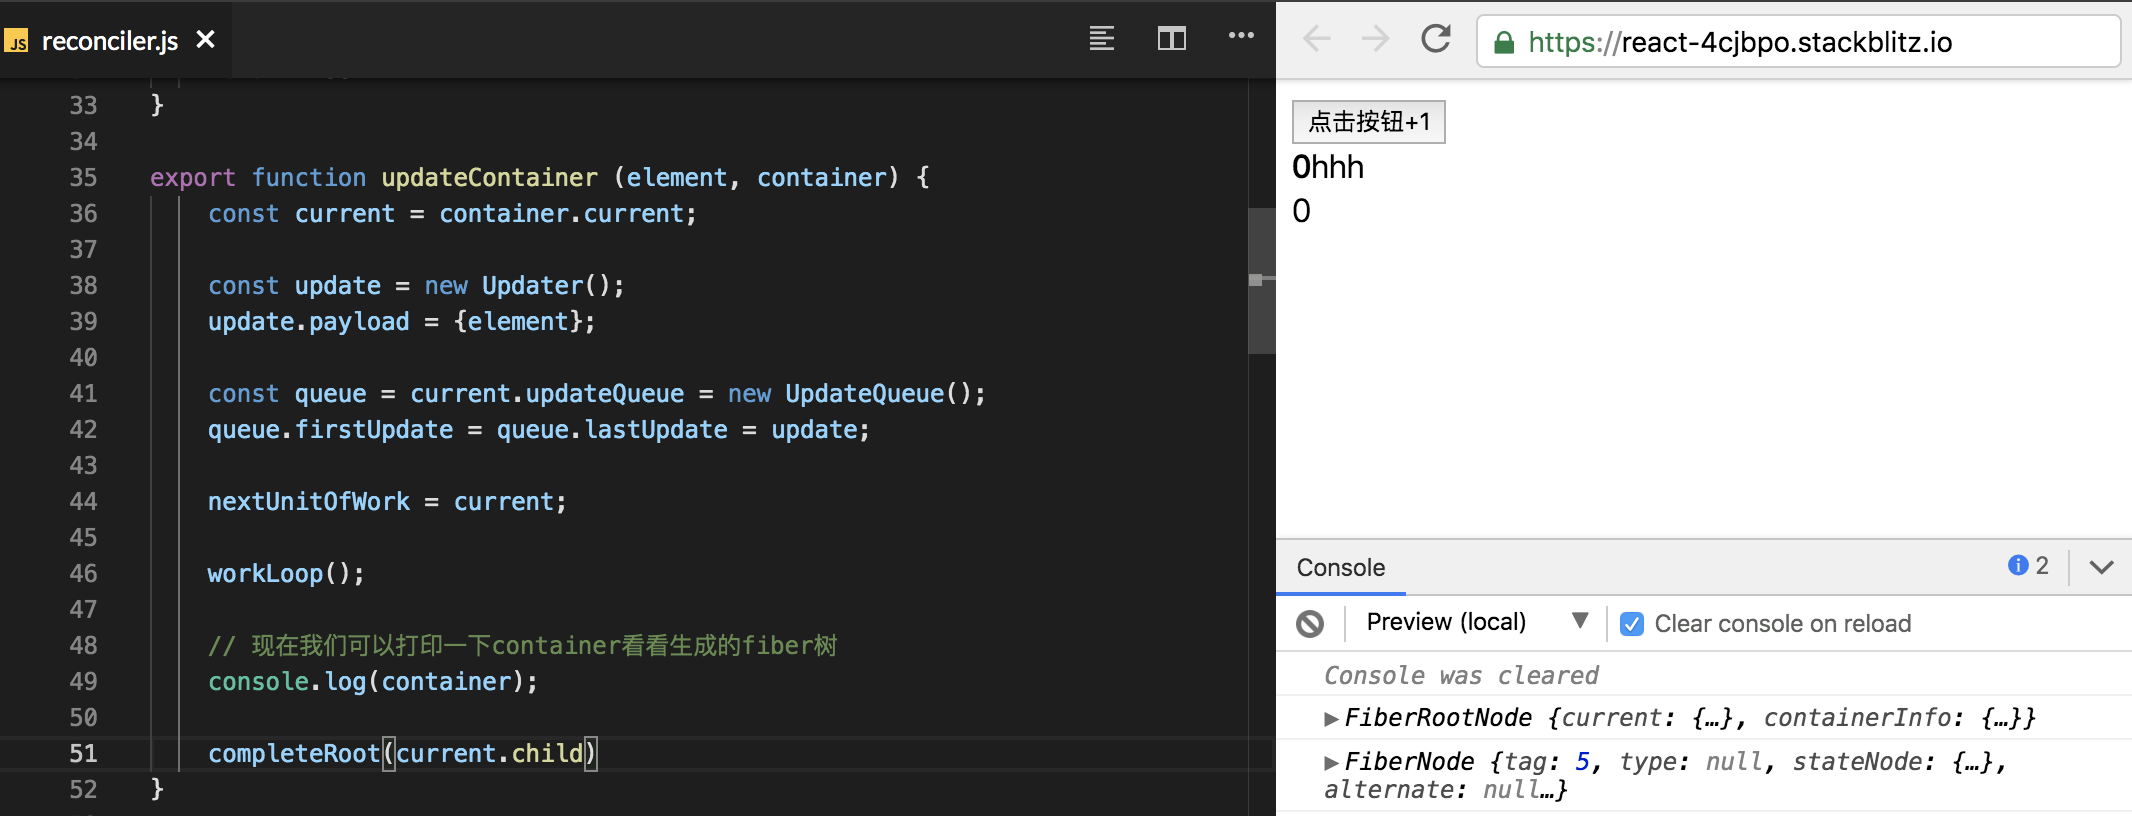 JS reconciler.js
33 }
34
35 export function updateContainer (element, container) {
36 const current = container.current;
37
38 const update = new Updater();
39 update.payload = {element};
40
41 const queue = current.updateQueue = new UpdateQueue();
42 queue.firstUpdate = queue.lastUpdate = update;
43
44 nextUnitOfWork = current;
45
46 workLoop();
47
48 // 现在我们可以打印一下container看看生成的fiber树
49 console.log(container);
50
51 completeRoot(current.child)
52 }
https://react-4cjbpo.stackblitz.io
点击按钮+1
0hhh
0
Console
2
Preview (local)
Clear console on reload
Console was cleared
FiberRootNode {current: {…}, containerInfo: {…}}
FiberNode {tag: 5, type: null, stateNode: {…},
alternate: null…}